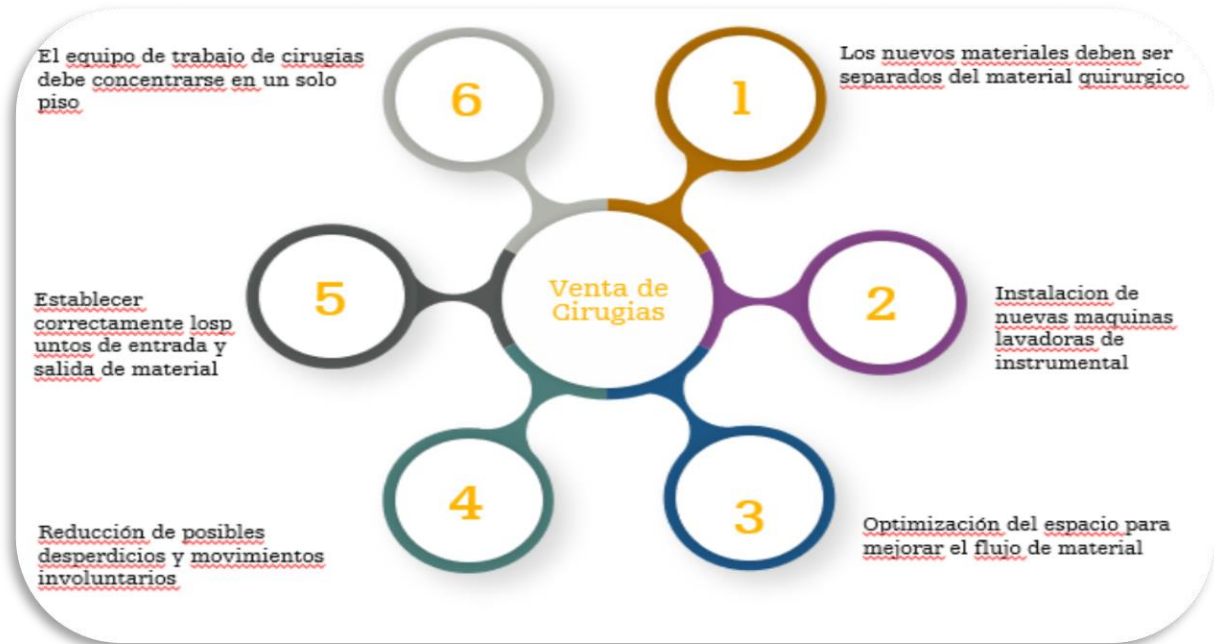 El equipo de trabajo de cirugias
debe concentrarse en un solo
piso
6
1
Los nuevos materiales deben ser
separados del material quirurgico
Establecer
correctamente losp
untos de entrada y
salida de material
5
Venta de
Cirugias
2
Instalacion de
nuevas maquinas
lavadoras de
instrumental
Reducción de posibles
desperdicios y movimientos
involuntarios
4
3
Optimización del espacio para
mejorar el flujo de material